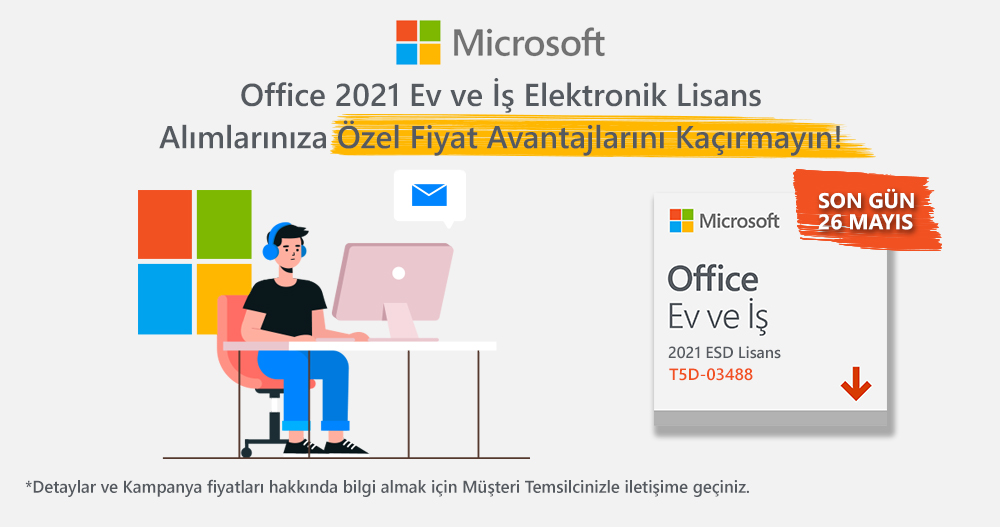 Microsoft
Office 2021 Ev ve İş Elektronik Lisans
Alımlarınıza Özel Fiyat Avantajlarını Kaçırmayın!
SON GÜN
26 MAYIS
Microsoft
Office
Ev ve İş
2021 ESD Lisans
T5D-03488
*Detaylar ve Kampanya fiyatları hakkında bilgi almak için Müşteri Temsilcinizle iletişime geçiniz.